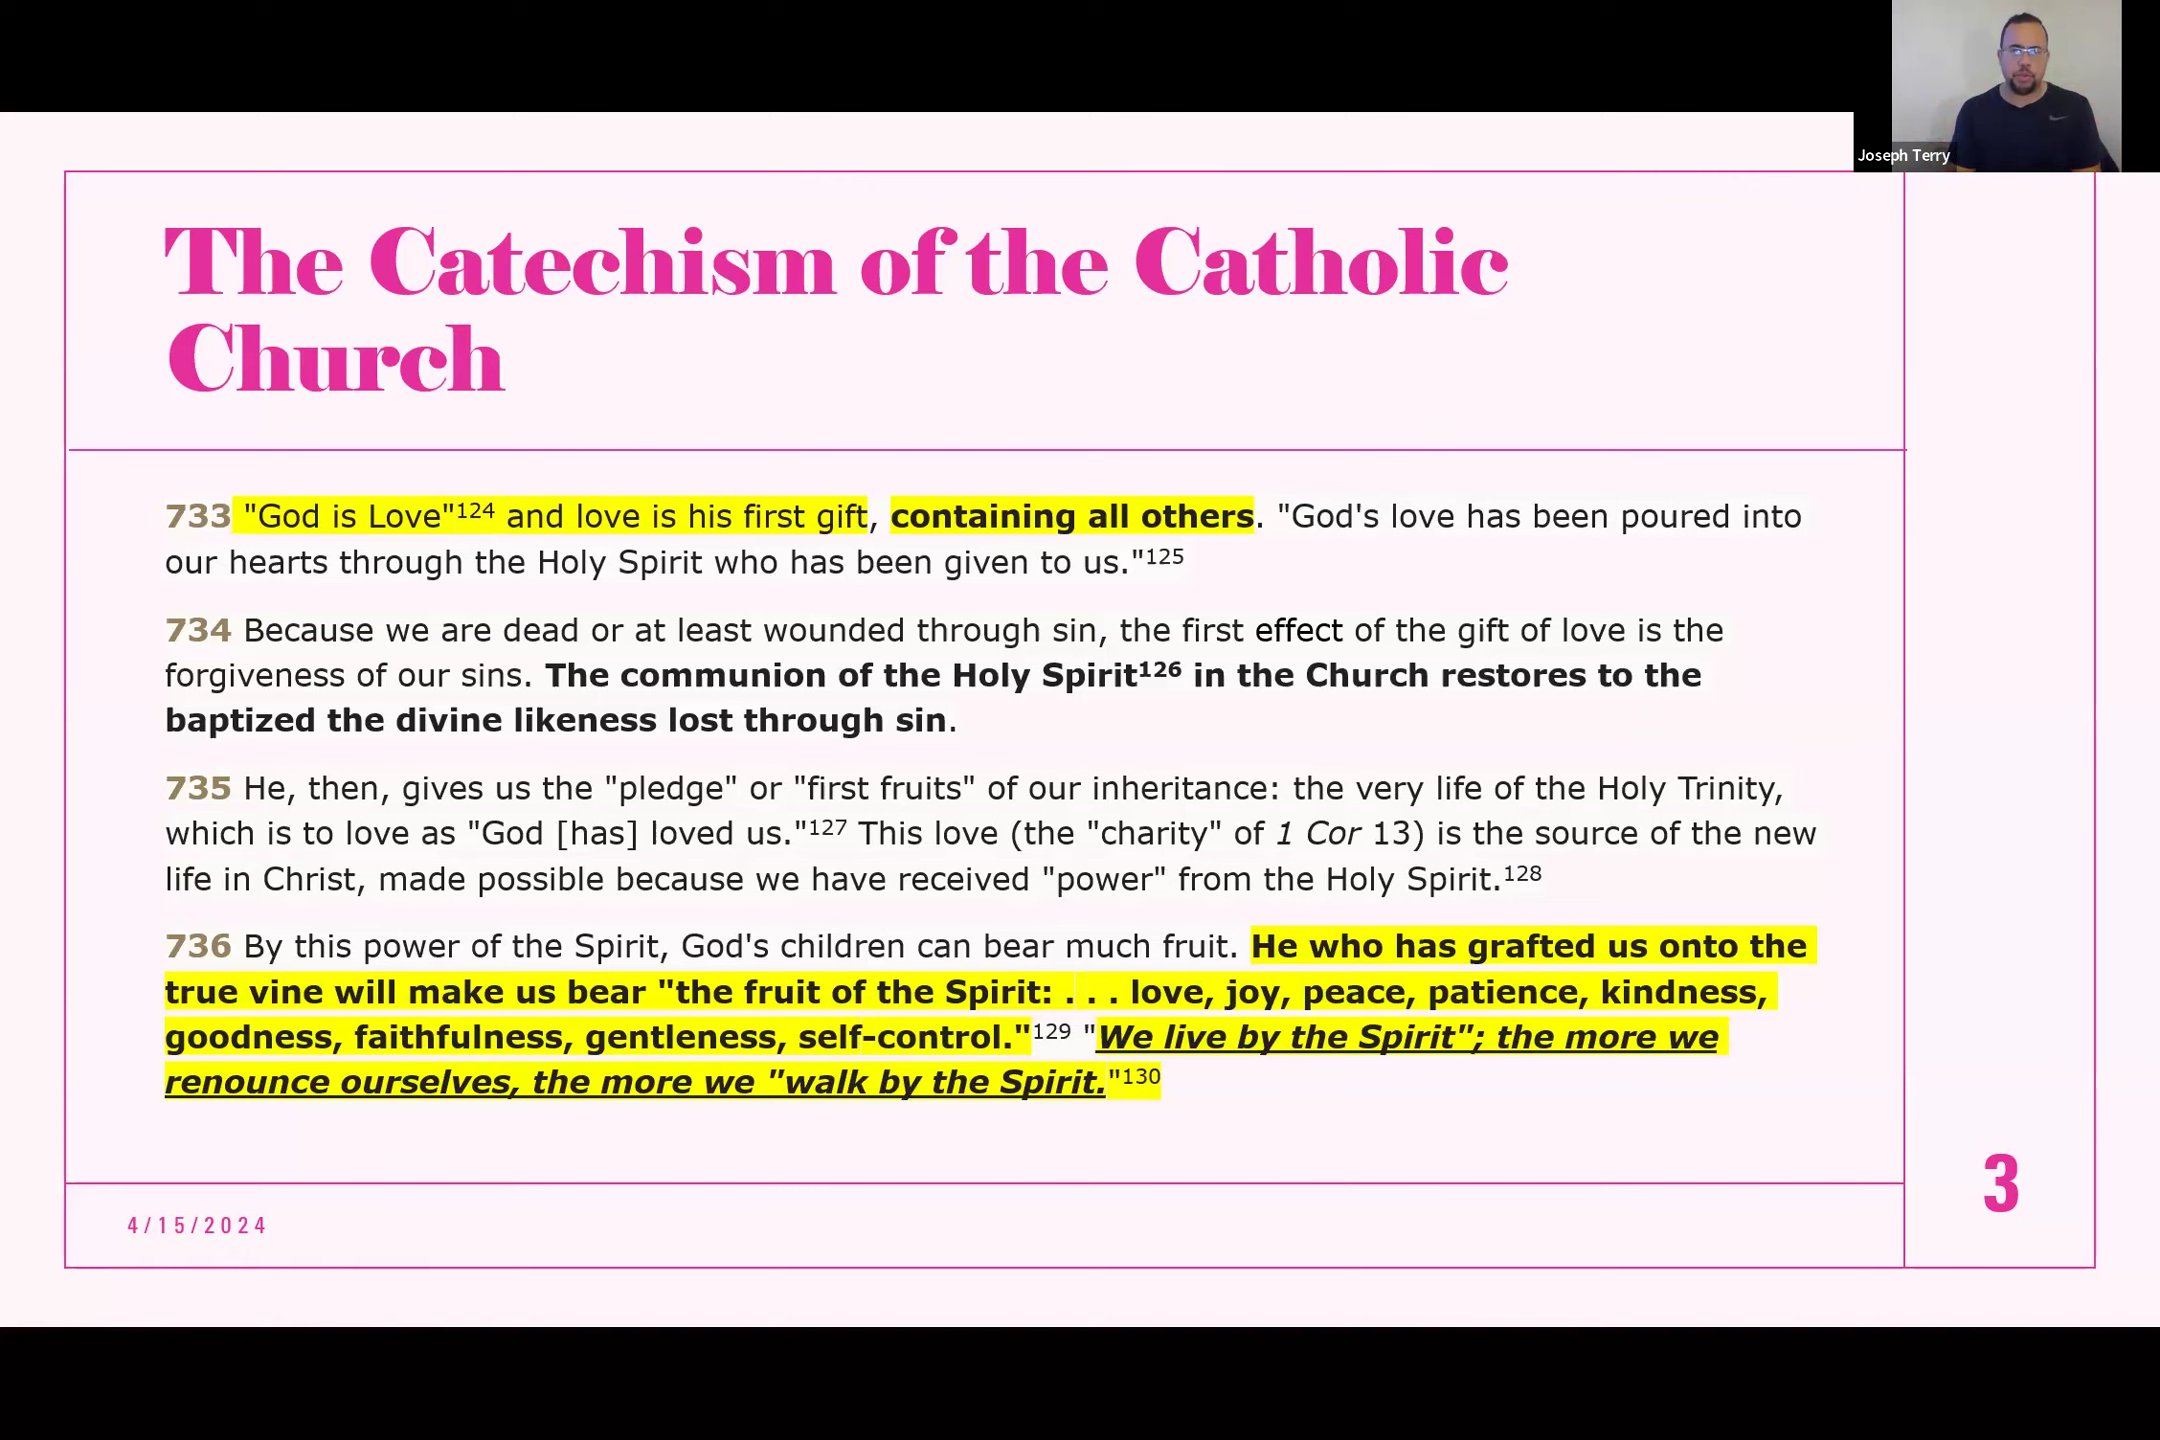 Joseph Terry
The Catechism of the Catholic
Church
733 "God is Love"124 and love is his first gift, containing all others. "God's love has been poured into
our hearts through the Holy Spirit who has been given to us."125
734 Because we are dead or at least wounded through sin, the first effect of the gift of love is the
forgiveness of our sins. The communion of the Holy Spirit126 in the Church restores to the
baptized the divine likeness lost through sin.
735 He, then, gives us the "pledge" or "first fruits" of our inheritance: the very life of the Holy Trinity,
which is to love as "God [has] loved us."127 This love (the "charity" of 1 Cor 13) is the source of the new
life in Christ, made possible because we have received "power" from the Holy Spirit.128
736 By this power of the Spirit, God's children can bear much fruit. He who has grafted us onto the
true vine will make us bear "the fruit of the Spirit: . . . love, joy, peace, patience, kindness,
goodness, faithfulness, gentleness, self-control."129 "We live by the Spirit"; the more we
renounce ourselves, the more we "walk by the Spirit."130
3
4/15/2024